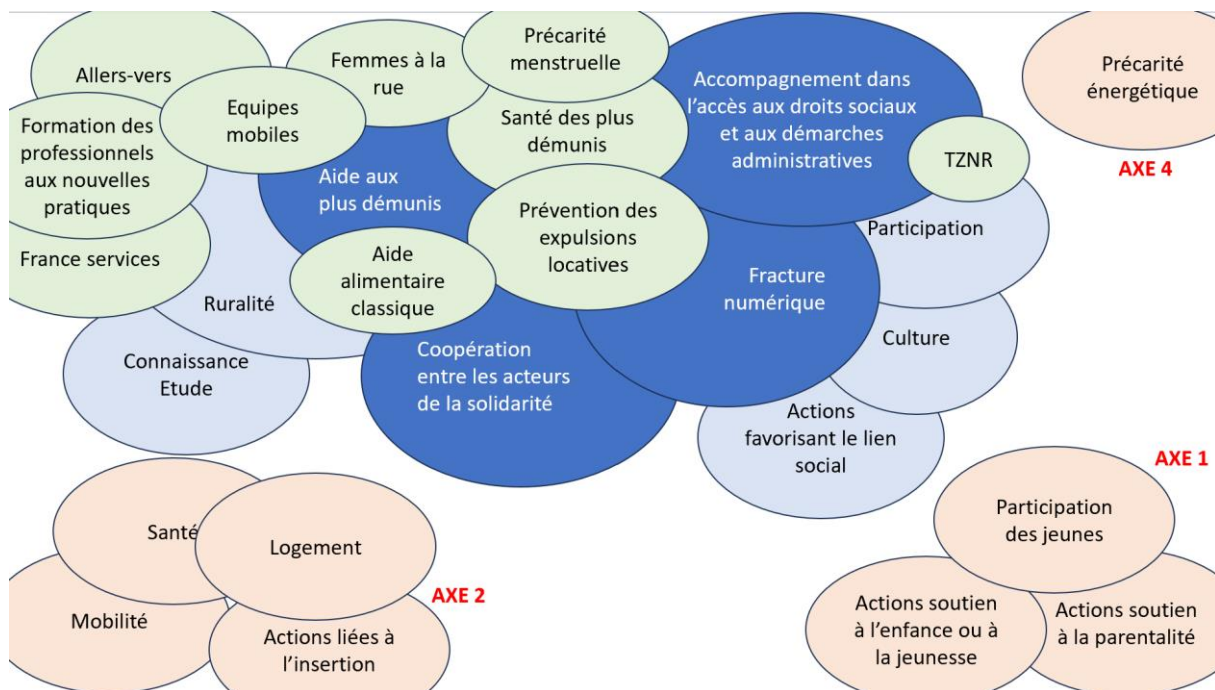 Allers-vers
Equipes
mobiles
Femmes à la
rue
Précarité
menstruelle
Accompagnement dans
l'accès aux droits sociaux
et aux démarches
administratives
Précarité
énergétique
AXE 4
Formation des
professionnels
aux nouvelles
pratiques
Aide aux
plus démunis
Santé des plus
démunis
TZNR
France services
Ruralité
Aide
alimentaire
classique
Prévention des
expulsions
locatives
Participation
Fracture
numérique
Connaissance
Etude
Coopération
entre les acteurs
de la solidarité
Culture
Actions
favorisant le lien
social
AXE 1
Santé
Logement
Participation
des jeunes
Mobilité
Actions liées à
l'insertion
AXE 2
Actions soutien
à l'enfance ou à
la jeunesse
Actions soutien
à la parentalité